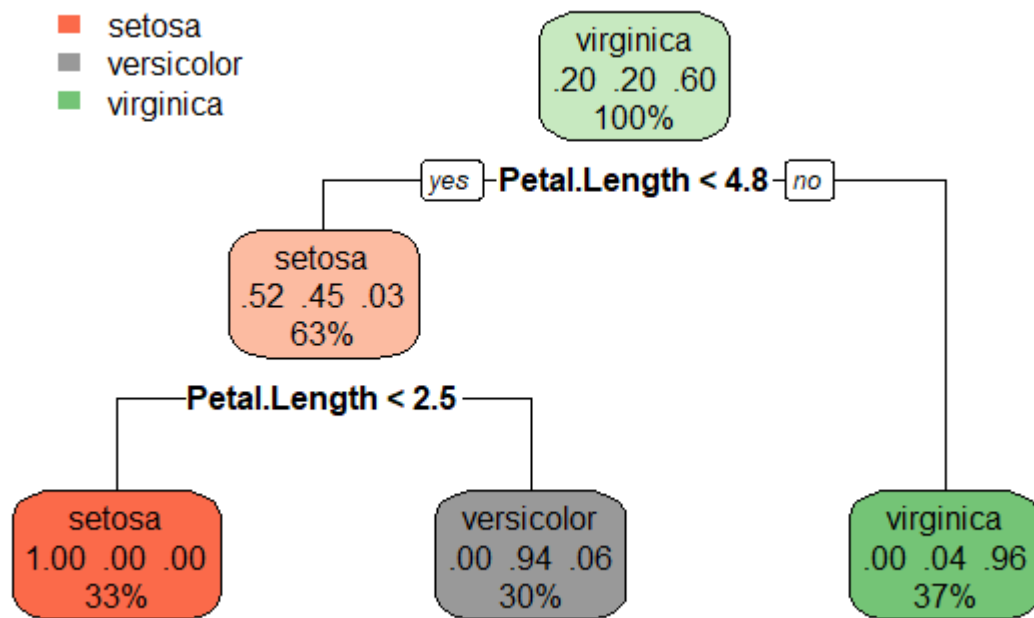 setosa
versicolor
virginica
virginica
.20 .20 .60
100%
yes Petal.Length < 4.8 no
setosa
.52 .45 .03
63%
Petal.Length < 2.5
setosa
1.00 .00 .00
33%
versicolor
.00 .94 .06
30%
virginica
.00 .04 .96
37%